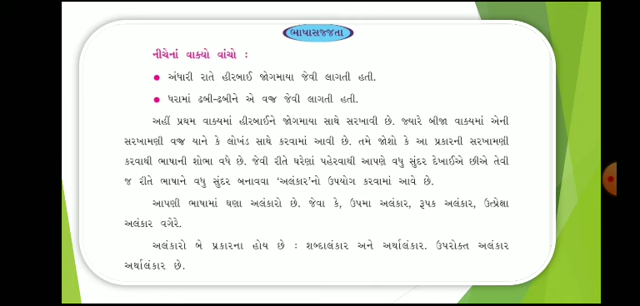 ભાષાસજ્જતા
નીચેનાં વાક્યો વાંચો :
● અંધારી રાતે હીરબાઈ જોગમાયા જેવી લાગતી હતી.
● ધરામાં ઢબી-ઢબીને એ વજ્ર જેવી લાગતી હતી.
અહીં પ્રથમ વાક્યમાં હીરબાઈને જોગમાયા સાથે સરખાવી છે. જ્યારે બીજા વાક્યમાં એની
સરખામણી વજ્ર યાને કે લોખંડ સાથે કરવામાં આવી છે. તમે જોશો કે આ પ્રકારની સરખામણી
કરવાથી ભાષાની શોભા વધે છે. જેવી રીતે ઘરેણાં પહેરવાથી આપણે વધુ સુંદર દેખાઈએ છીએ તેવી
જ રીતે ભાષાને વધુ સુંદર બનાવવા ‘અલંકાર’નો ઉપયોગ કરવામાં આવે છે.
આપણી ભાષામાં ઘણા અલંકારો છે. જેવા કે, ઉપમા અલંકાર, રૂપક અલંકાર, ઉત્પ્રેક્ષા
અલંકાર વગેરે.
અલંકારો બે પ્રકારના હોય છે : શબ્દાલંકાર અને અર્થાલંકાર. ઉપરોક્ત અલંકાર
અર્થાલંકાર છે.